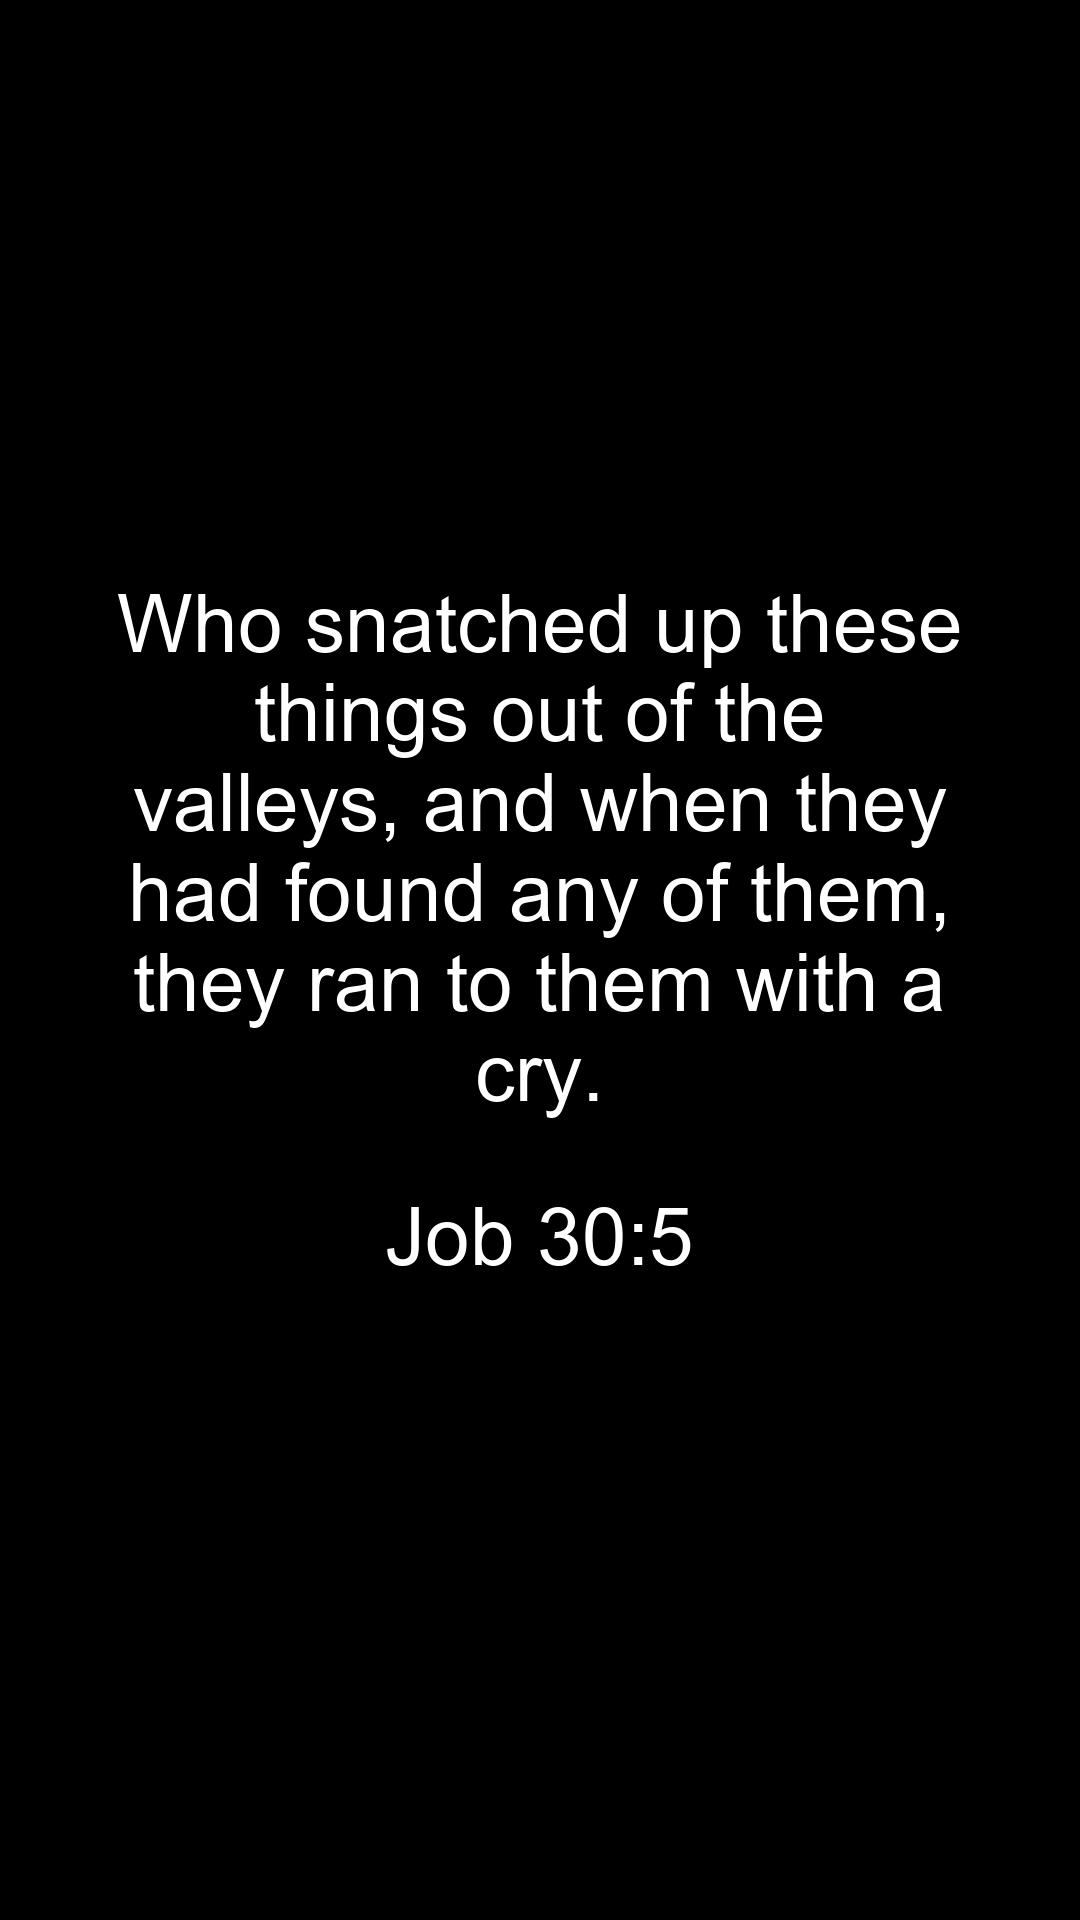 Who snatched up these
things out of the
valleys, and when they
had found any of them,
they ran to them with a
cry.
Job 30:5